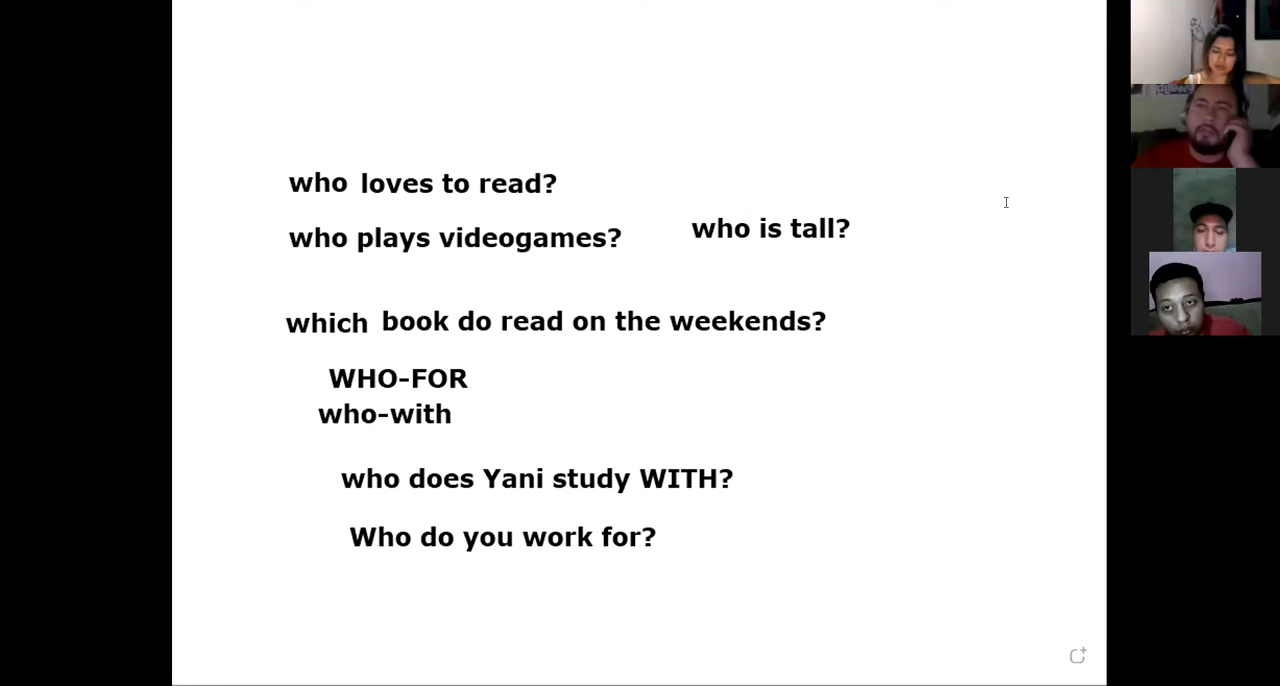 who loves to read?
who plays videogames?
who is tall?
which book do read on the weekends?
WHO-FOR
who-with
who does Yani study WITH?
Who do you work for?